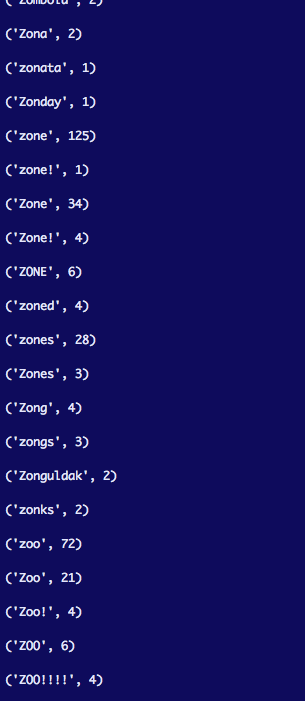 ('Zombola', 2)
('Zona', 2)
('zonata', 1)
('Zonday', 1)
('zone', 125)
('zone!', 1)
('Zone', 34)
('Zone!', 4)
('ZONE', 6)
('zoned', 4)
('zones', 28)
('Zones', 3)
('Zong', 4)
('zongs', 3)
('Zonguldak', 2)
('zonks', 2)
('zoo', 72)
('Zoo', 21)
('Zoo!', 4)
('ZOO', 6)
('ZOO!!!!', 4)